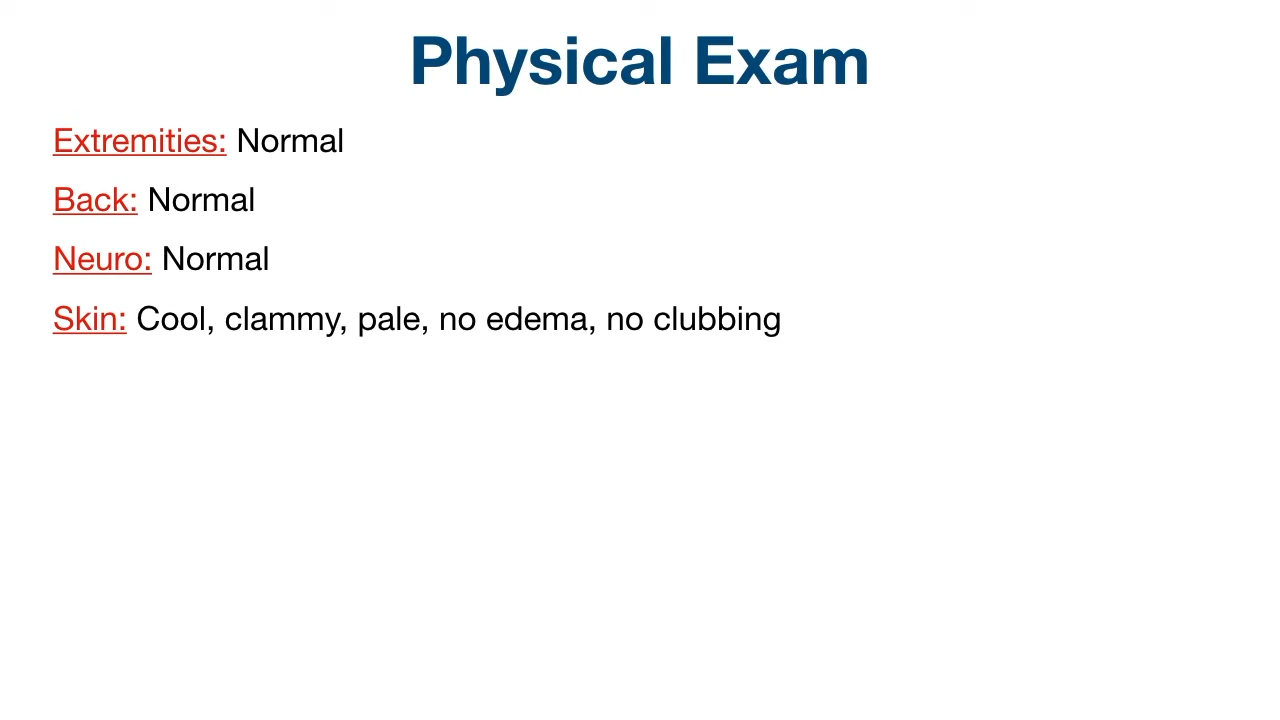 Physical Exam
Extremities: Normal
Back: Normal
Neuro: Normal
Skin: Cool, clammy, pale, no edema, no clubbing